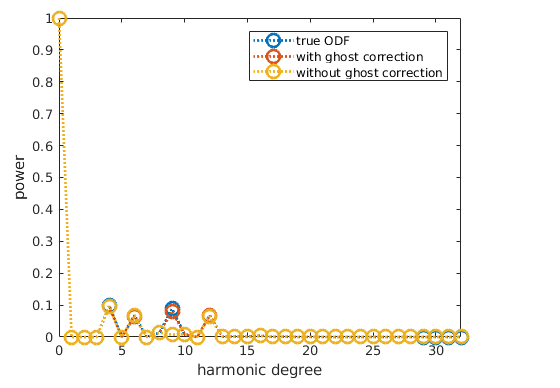 1
0.9
0.8
0.7
0.6
0.5
0.4
0.3
0.2
0.1
0
power
true ODF
with ghost correction
without ghost correction
0 5 10 15 20 25 30
harmonic degree